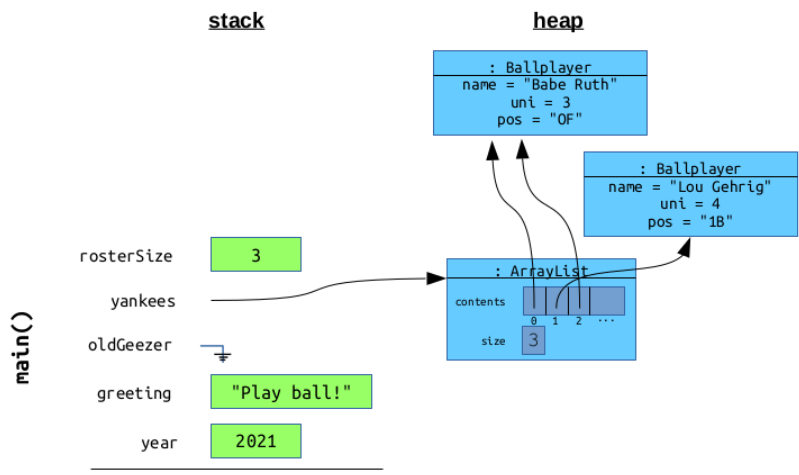 stack
heap
: Ballplayer
name = "Babe Ruth"
uni = 3
pos = "OF"
: Ballplayer
name = "Lou Gehrig"
uni = 4
pos = "1B"
main()
rosterSize 3
yankees
oldGeezer
greeting "Play ball!"
year 2021
: ArrayList
contents
0 1 2 ...
size 3